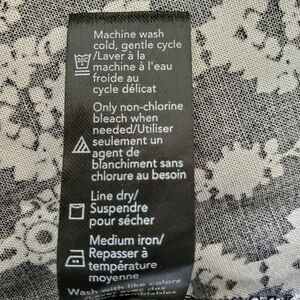 Machine wash
cold, gentle cycle
/Laver à la
machine à l'eau
froide au
cycle délicat
Only non-chlorine
bleach when
needed/Utiliser
seulement un
agent de
blanchiment sans
chlorure au besoin
Line dry/
Suspendre
pour sécher
Medium iron/
Repasser à
température
moyenne
Wash with like colors